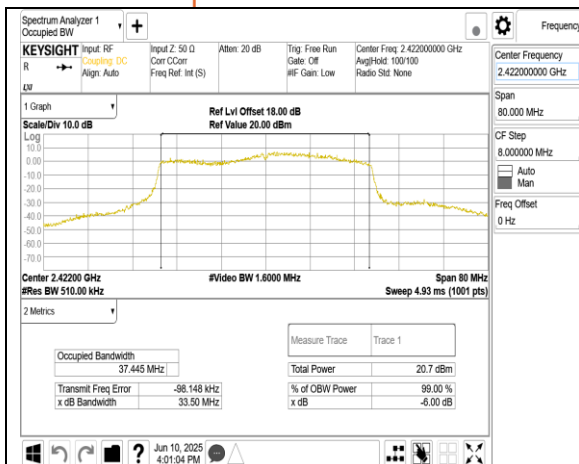 Spectrum Analyzer 1
Occupied BW
Frequency
KEYSIGHT
R
Input: RF
Coupling: DC
Align: Auto
Input Z: 50 Ω
Corr CCorr
Freq Ref: Int (S)
Atten: 20 dB
Trig: Free Run
Gate: Off
#IF Gain: Low
Center Freq: 2.422000000 GHz
Avg|Hold: 100/100
Radio Std: None
Center Frequency
2.422000000 GHz
Span
80.000 MHz
CF Step
8.000000 MHz
Auto
Man
Freq Offset
0 Hz
1 Graph
Scale/Div 10.0 dB
Ref Lvl Offset 18.00 dB
Ref Value 20.00 dBm
Log
10.0
0.00
-10.0
-20.0
-30.0
-40.0
-50.0
-60.0
-70.0
Center 2.42200 GHz
#Video BW 1.6000 MHz
Span 80 MHz
#Res BW 510.00 kHz
Sweep 4.93 ms (1001 pts)
2 Metrics
Measure Trace
Trace 1
Occupied Bandwidth
37.445 MHz
Total Power
20.7 dBm
Transmit Freq Error
-98.148 kHz
% of OBW Power
99.00 %
x dB Bandwidth
33.50 MHz
x dB
-6.00 dB
?
Jun 10, 2025
4:01:04 PM